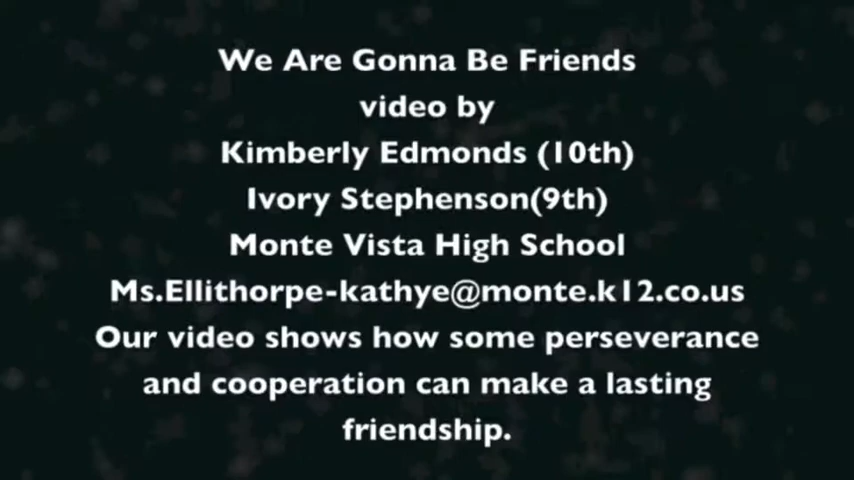 We Are Gonna Be Friends
video by
Kimberly Edmonds (10th)
Ivory Stephenson(9th)
Monte Vista High School
Ms.Ellithorpe-kathye@monte.k12.co.us
Our video shows how some perseverance
and cooperation can make a lasting
friendship.